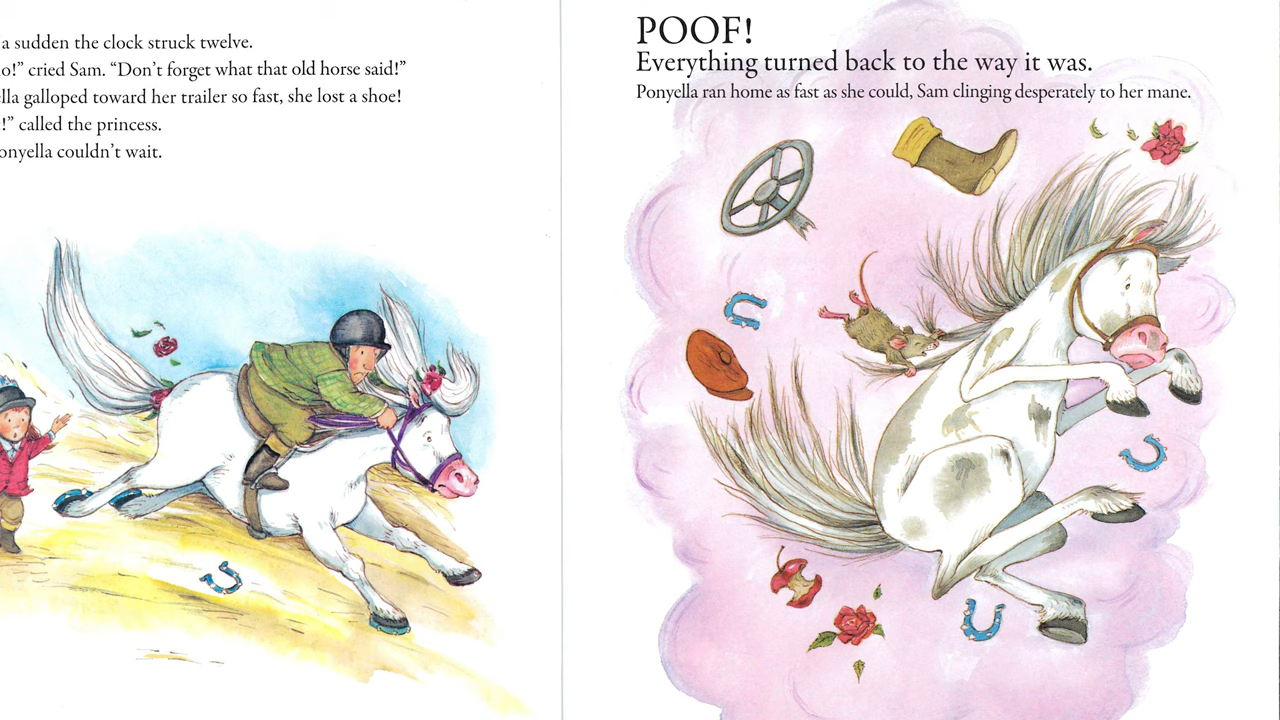 a sudden the clock struck twelve.
o!” cried Sam. “Don’t forget what that old horse said!”
ella galloped toward her trailer so fast, she lost a shoe!
!” called the princess.
onyella couldn’t wait.
POOF!
Everything turned back to the way it was.
Ponyella ran home as fast as she could, Sam clinging desperately to her mane.